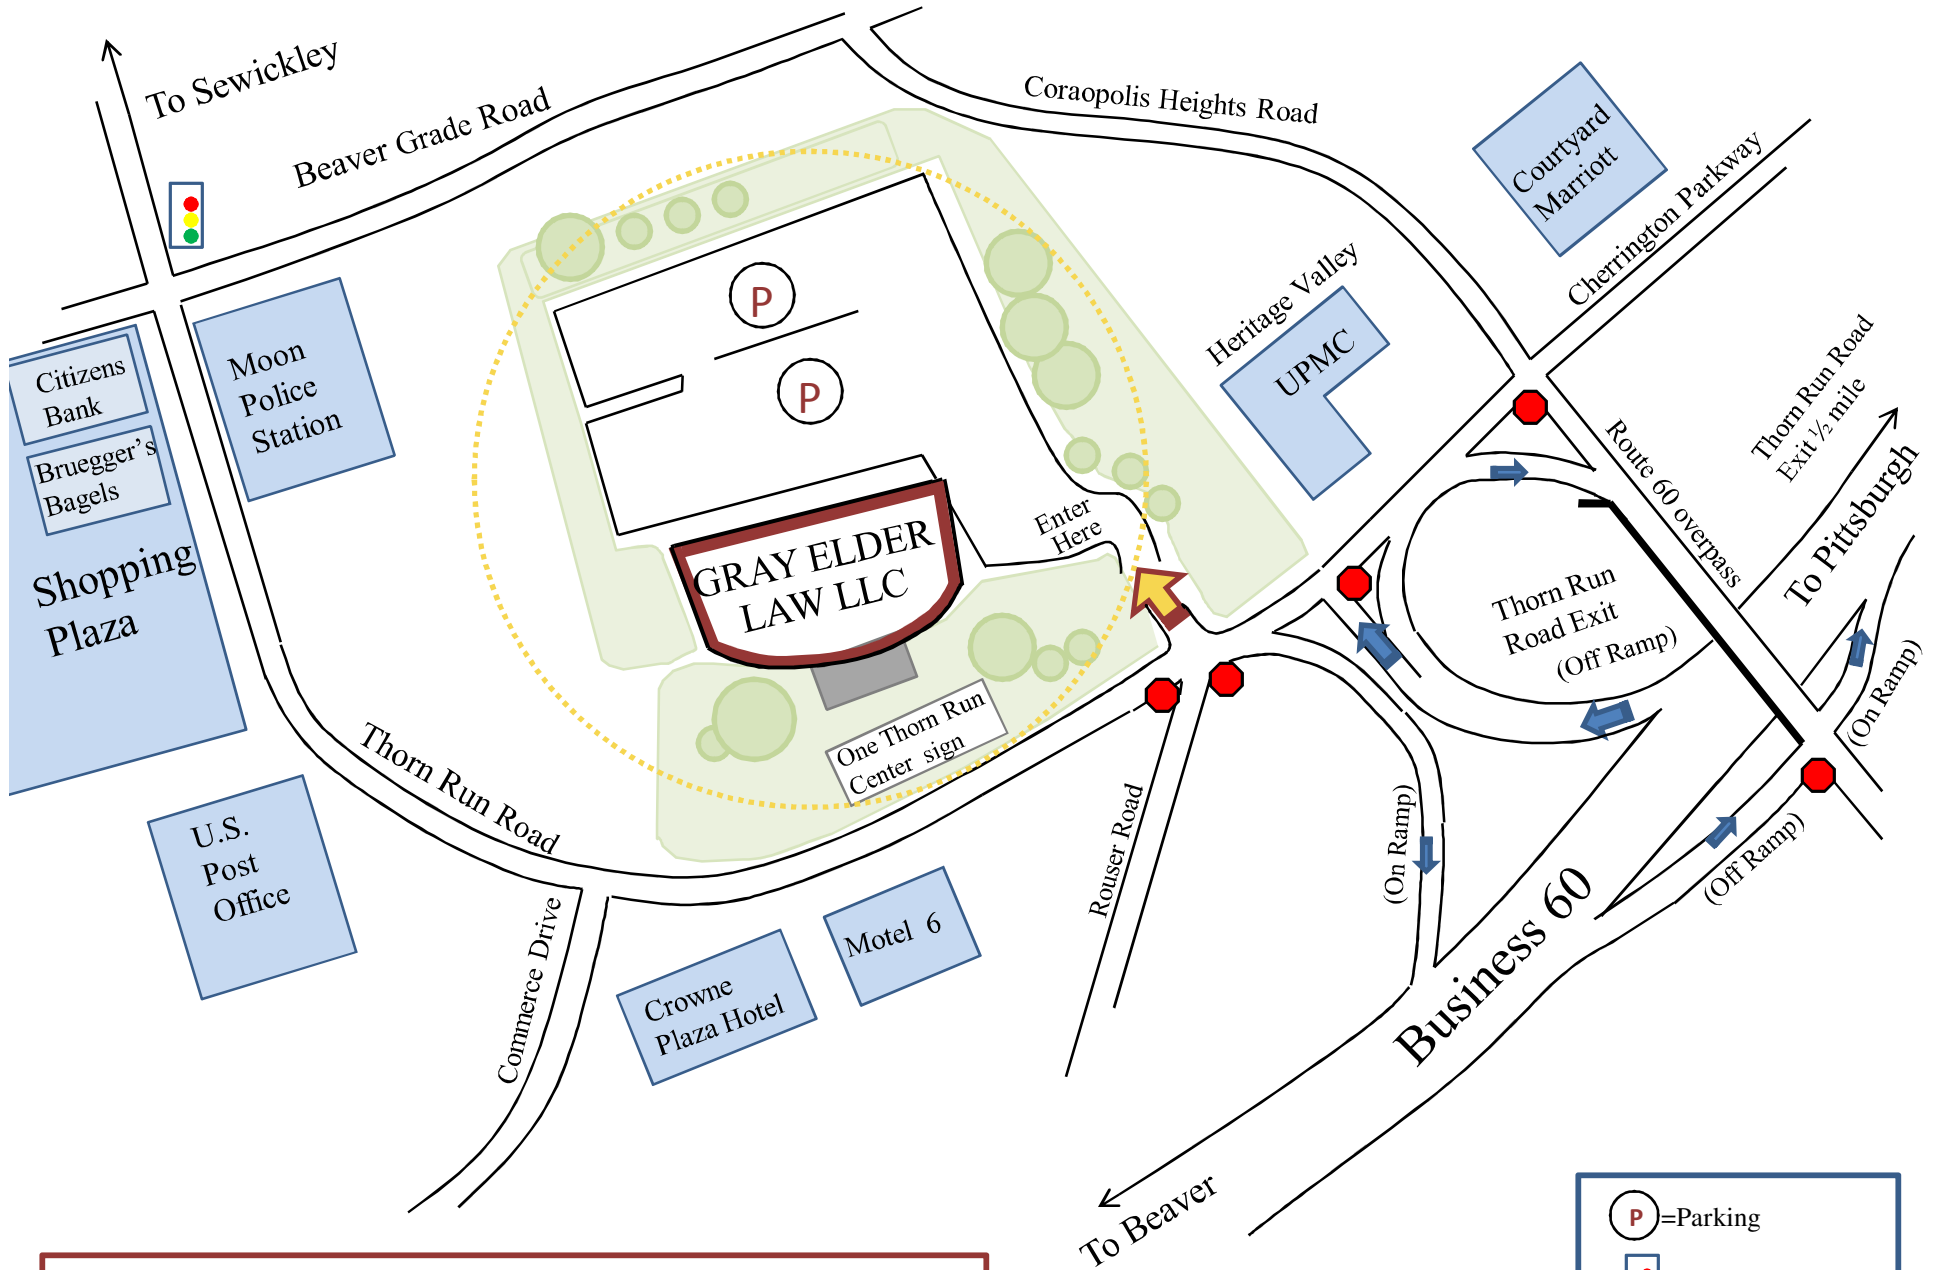 To Sewickley
Beaver Grade Road
Coraopolis Heights Road
Courtyard
Marriott
Cherrington Parkway
Heritage Valley
UPMC
Thorn Run Road
Exit ½ mile
To Pittsburgh
Route 60 overpass
Citizens
Bank
Bruegger's
Bagels
Shopping
Plaza
Moon
Police
Station
P
P
Enter
Here
GRAY ELDER
LAW LLC
Thorn Run
Road Exit
(Off Ramp)
(On Ramp)
One Thorn Run
Center sign
Thorn Run Road
U.S.
Post
Office
Commerce Drive
Crowne
Plaza Hotel
Motel 6
Rouser Road
(On Ramp)
(Off Ramp)
Business 60
To Beaver
P =Parking